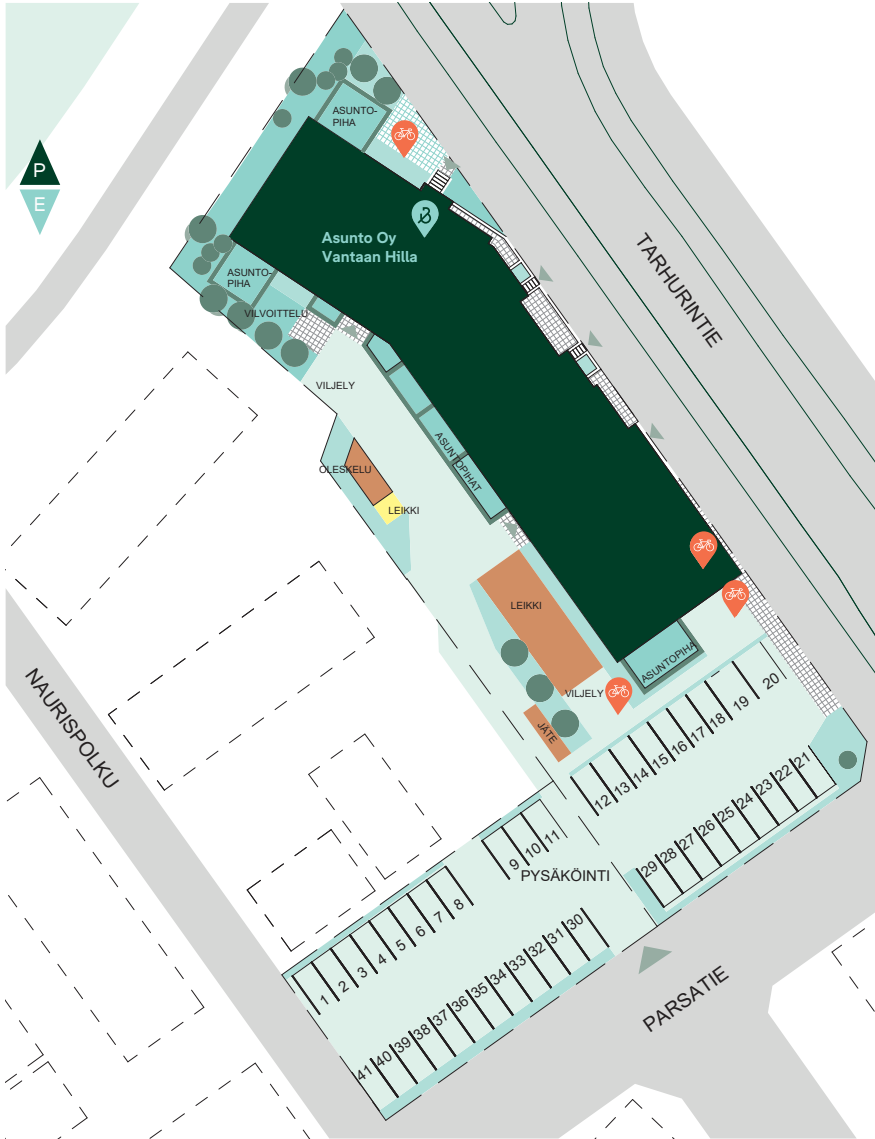 ASUNTO-
PIHA
P
E
Asunto Oy
Vantaan Hilla
TARHURINTIE
ASUNTO-
PIHA
VILVOITTELU
VILJELY
ASUNTOPIHAT
OLESKELU
LEIKKI
LEIKKI
ASUNTOPIHA
VILJELY
JÄTE
NAURISPOLKU
12 13 14 15 16 17 18 19 20
9 10 11
29 28 27 26 25 24 23 22 21
PYSÄKÖINTI
1 2 3 4 5 6 7 8
41 40 39 38 37 36 35 34 33 32 31 30
PARSATIE